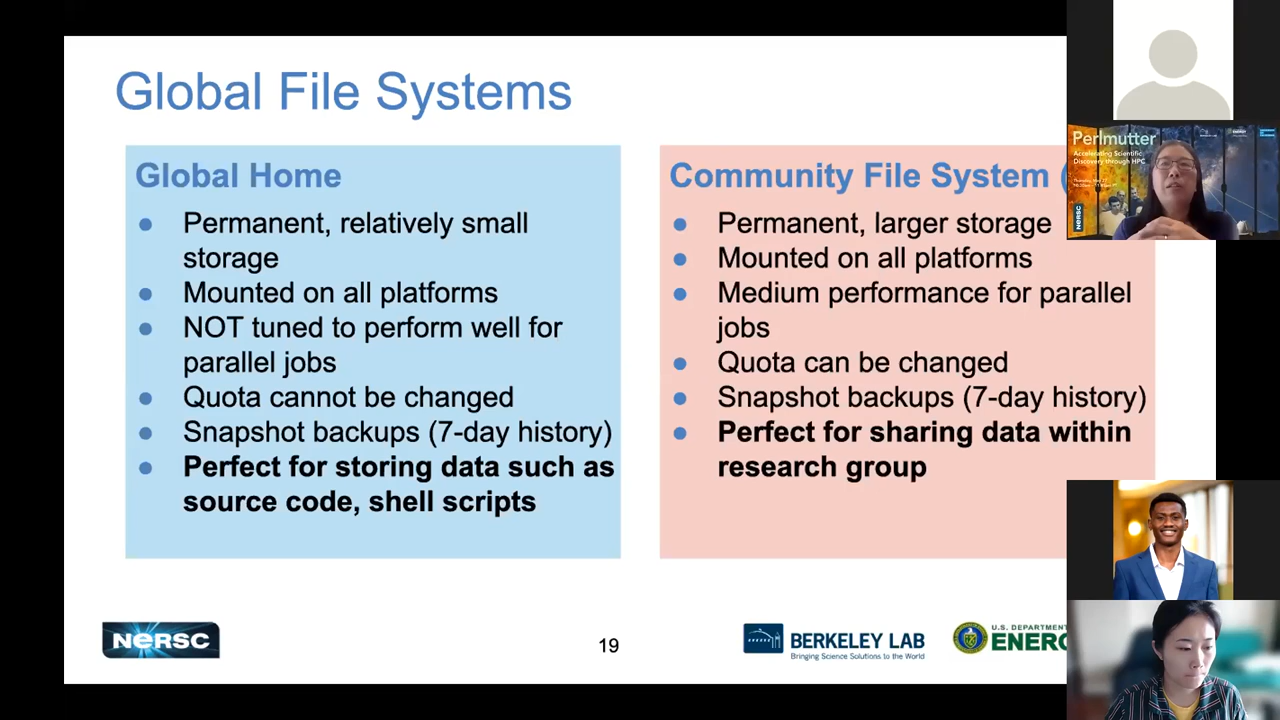 Global File Systems
Global Home
● Permanent, relatively small
storage
● Mounted on all platforms
● NOT tuned to perform well for
parallel jobs
● Quota cannot be changed
● Snapshot backups (7-day history)
● Perfect for storing data such as
source code, shell scripts
Community File System (
● Permanent, larger storage
● Mounted on all platforms
● Medium performance for parallel
jobs
● Quota can be changed
● Snapshot backups (7-day history)
● Perfect for sharing data within
research group
Perlmutter
Accelerating Scientific
Discovery through HPC
NERSC
NERSC
19
BERKELEY LAB
Bringing Science Solutions to the World
U.S. DEPARTMENT
ENERG